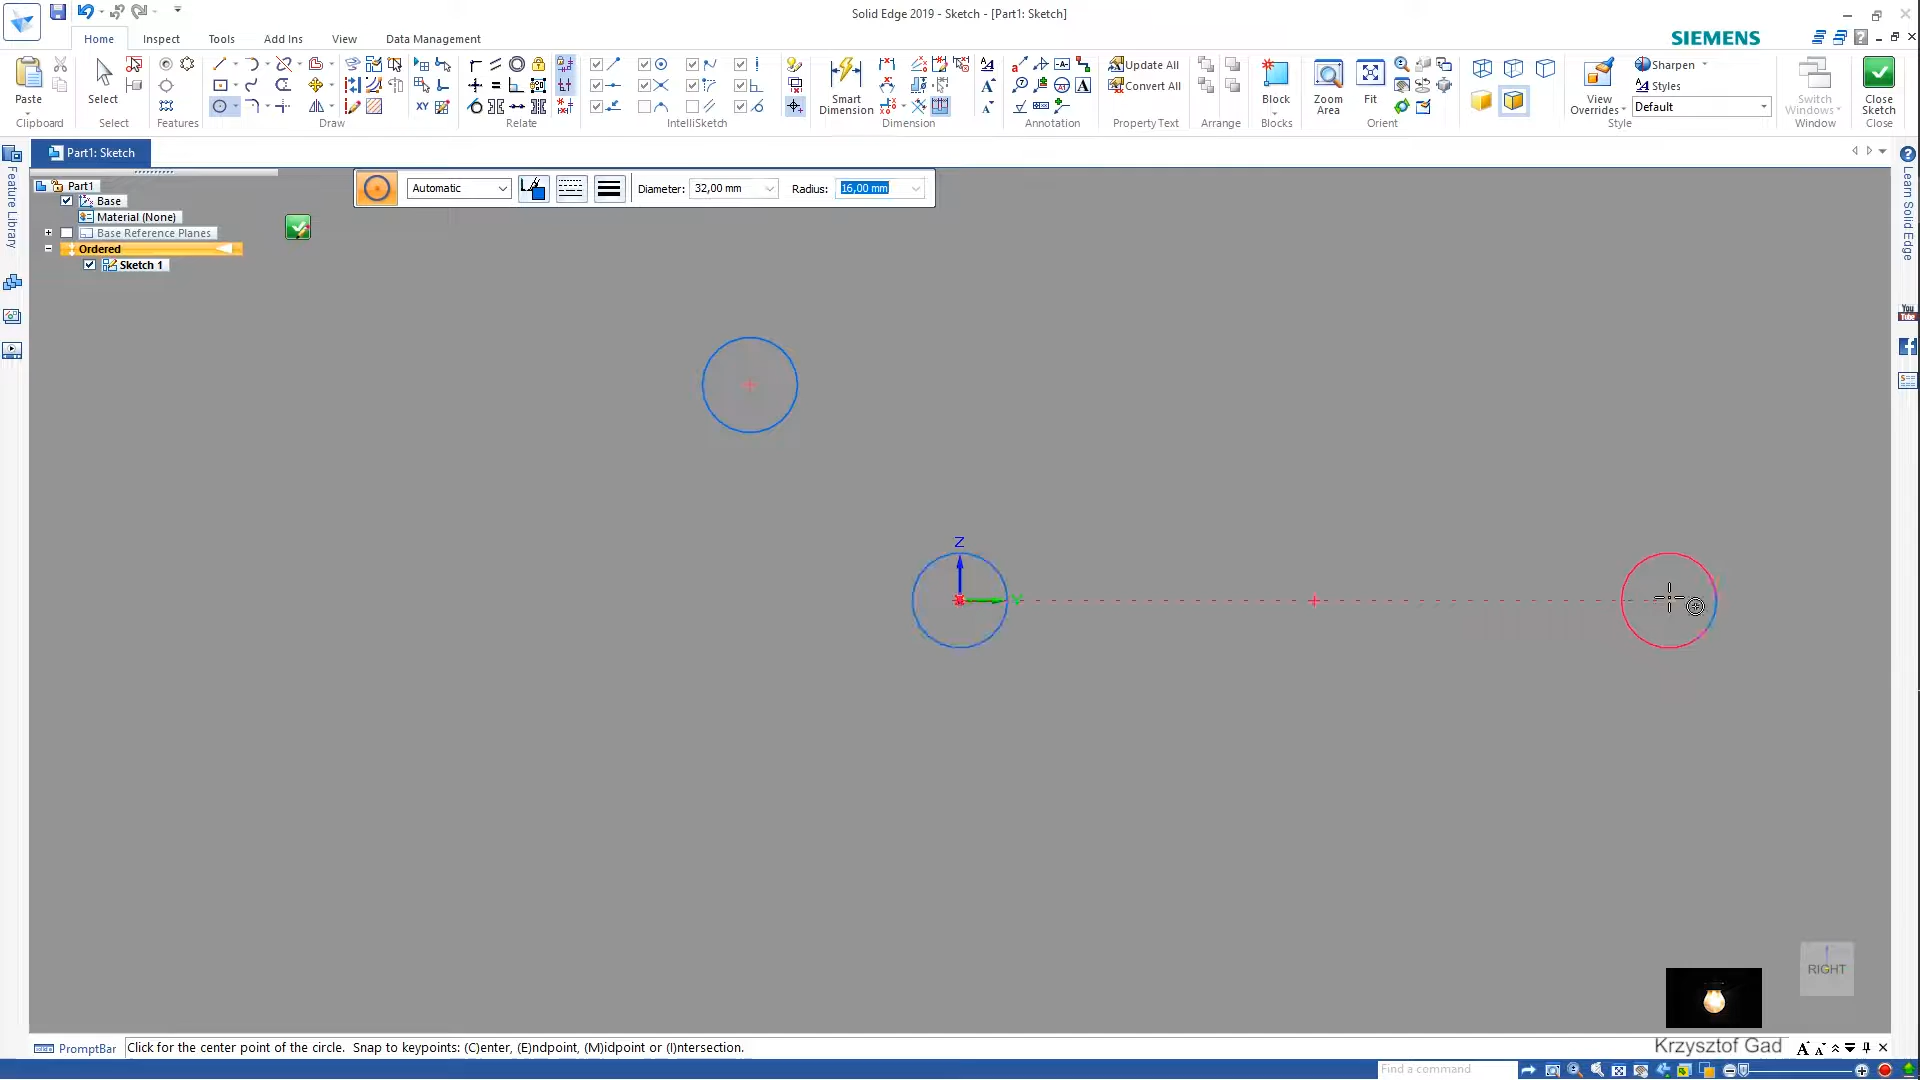 Solid Edge 2019 - Sketch - [Part1: Sketch]
Home Inspect Tools Add Ins View Data Management
SIEMENS
Paste
Clipboard
Select
Select
Features
Draw
XY
Relate
IntelliSketch
Smart Dimension
Dimension
Annotation
Update All
Convert All
Property Text
Arrange
Block
Blocks
Zoom Area
Fit
Orient
View Overrides
Sharpen
Styles
Default
Style
Switch Windows
Window
Close Sketch
Close
Part1: Sketch
Feature Library
Learn Solid Edge
You Tube
Part1
Base
Material (None)
Base Reference Planes
Ordered
Sketch 1
Automatic
Diameter: 32,00 mm
Radius: 16,00 mm
Z
Y
RIGHT
PromptBar
Click for the center point of the circle. Snap to keypoints: (C)enter, (E)ndpoint, (M)idpoint or (I)ntersection.
Krzysztof Gad
Find a command